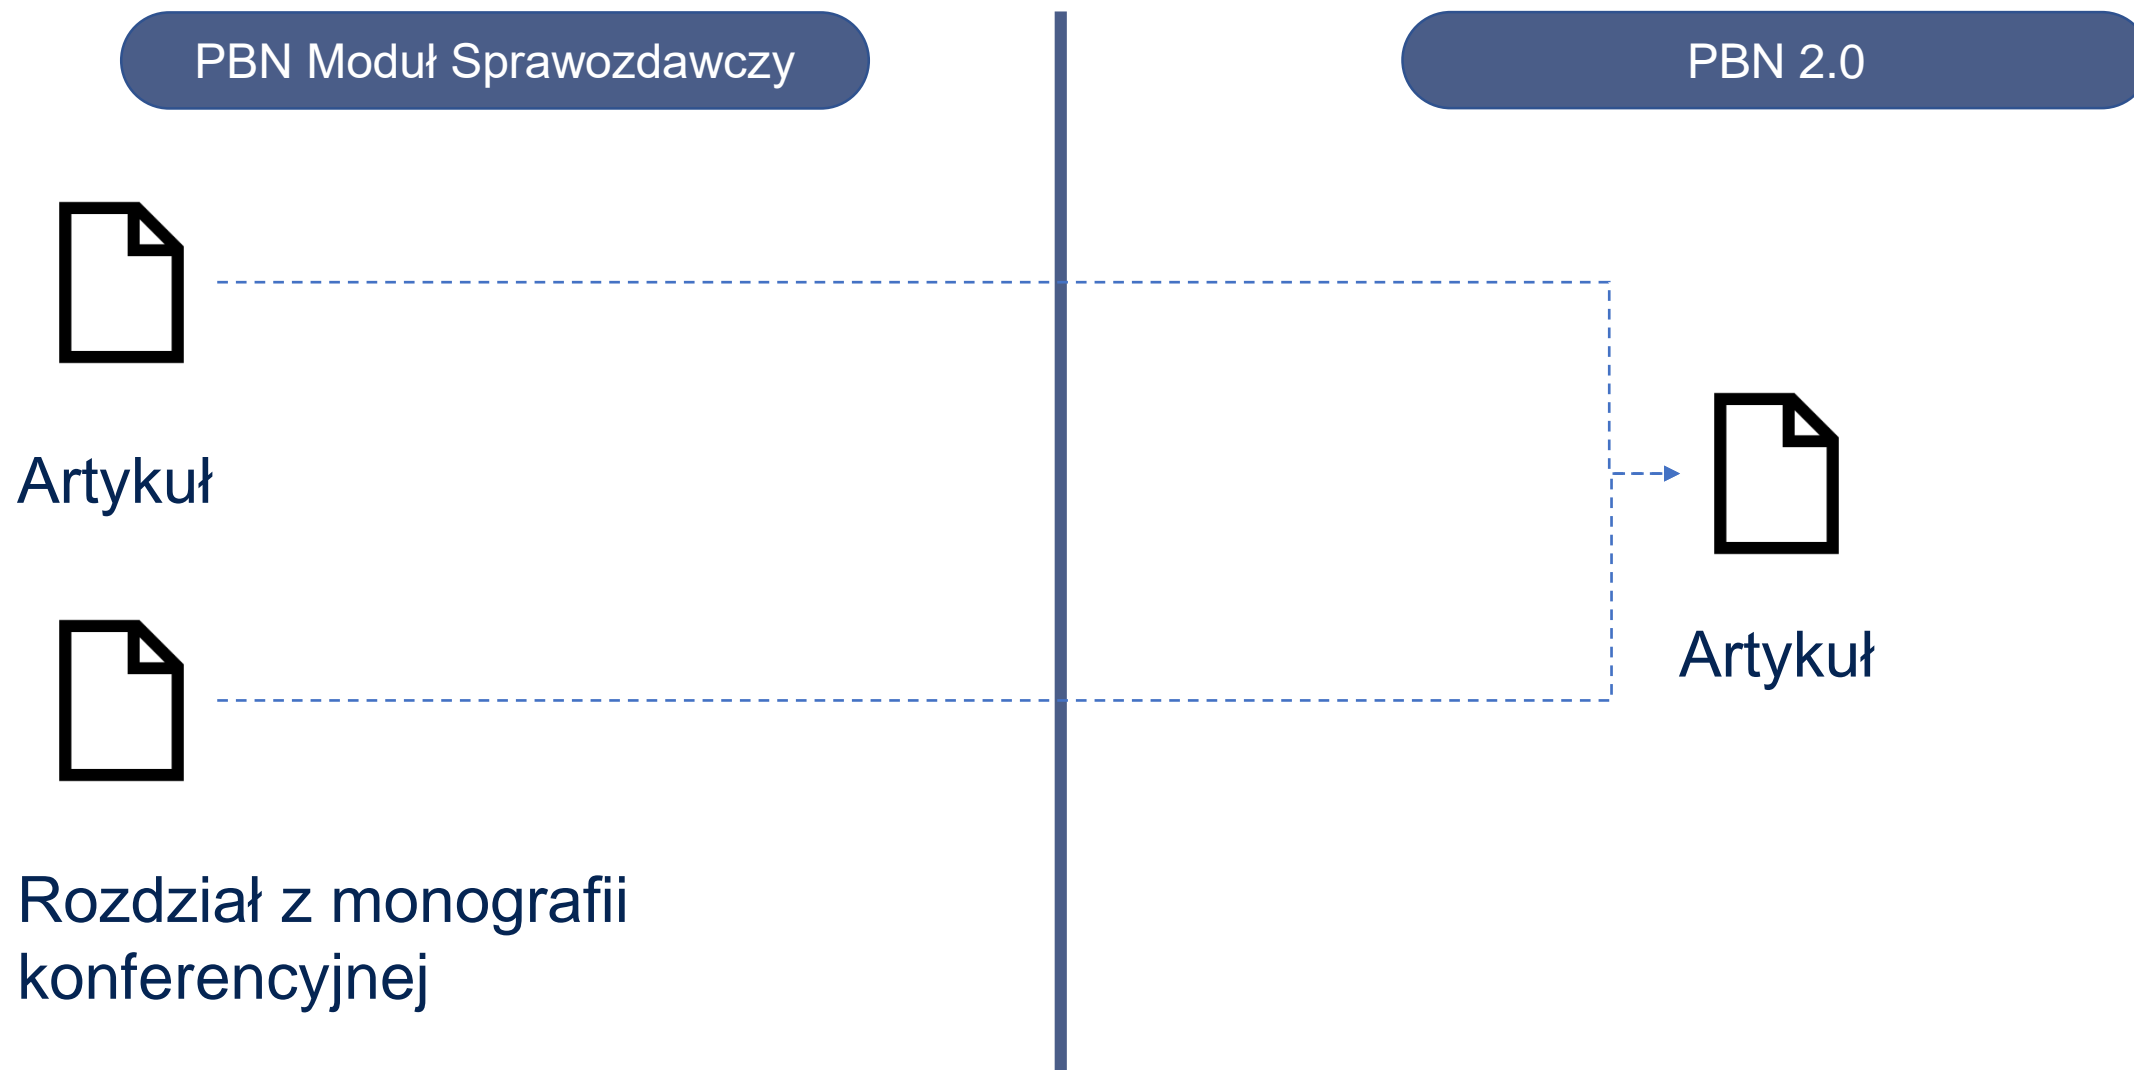 PBN Moduł Sprawozdawczy
PBN 2.0
Artykuł
Artykuł
Rozdział z monografii
konferencyjnej